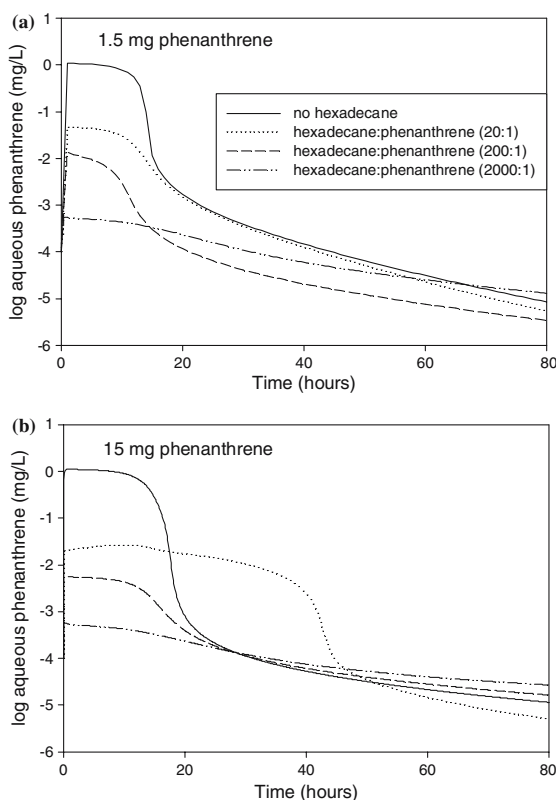 (a)
1.5 mg phenanthrene
log aqueous phenanthrene (mg/L)
1
0
-1
-2
-3
-4
-5
-6
no hexadecane
hexadecane:phenanthrene (20:1)
hexadecane:phenanthrene (200:1)
hexadecane:phenanthrene (2000:1)
0 20 40 60 80
Time (hours)
(b)
15 mg phenanthrene
log aqueous phenanthrene (mg/L)
1
0
-1
-2
-3
-4
-5
-6
0 20 40 60 80
Time (hours)